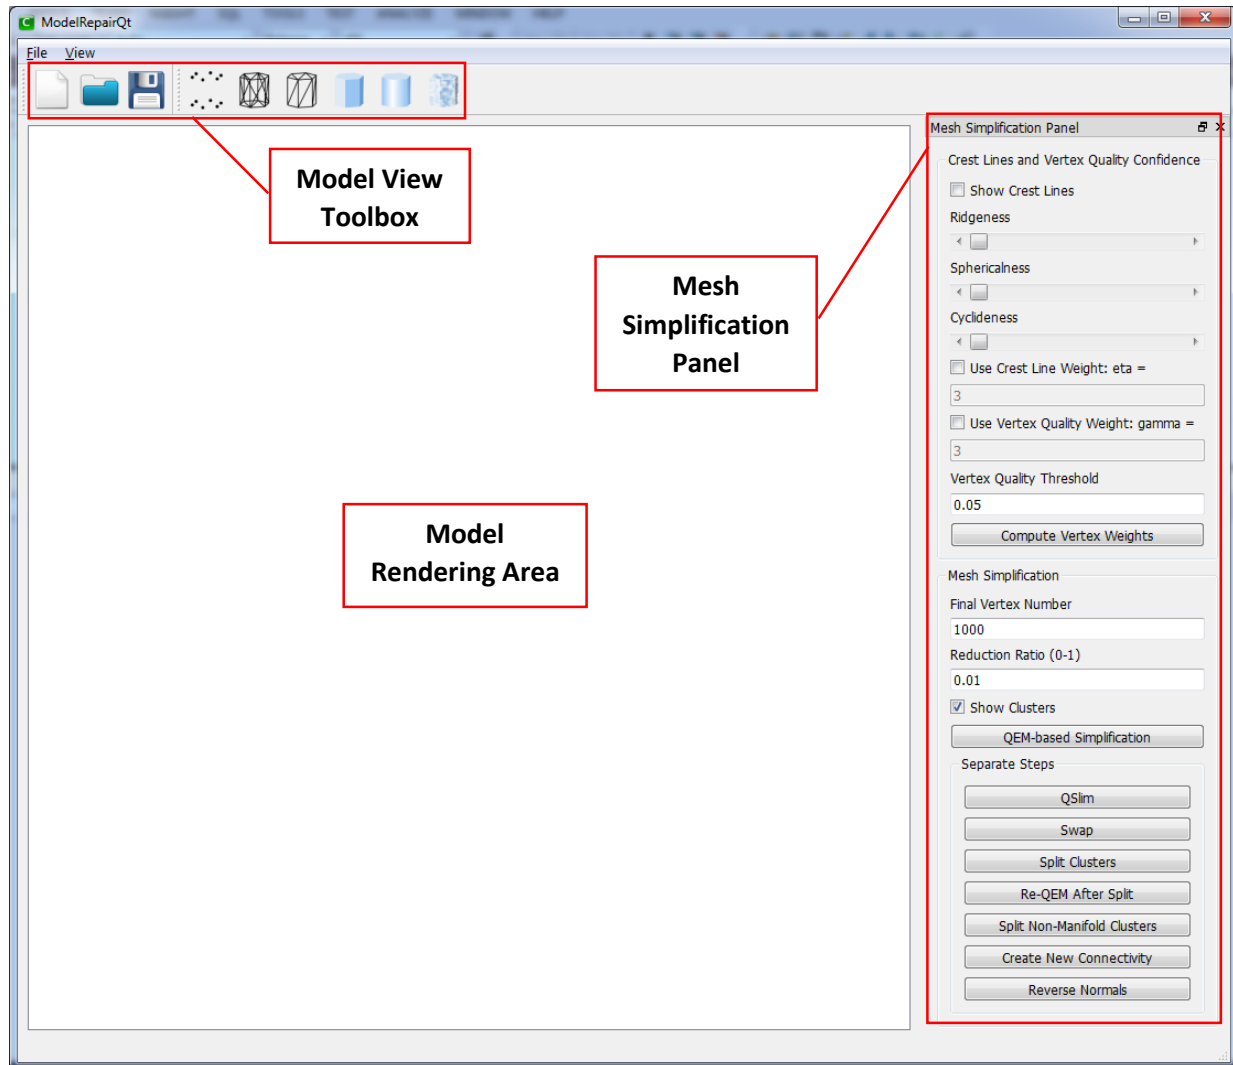 ModelRepairQt
File View
Model View
Toolbox
Mesh
Simplification
Panel
Model
Rendering Area
Mesh Simplification Panel
Crest Lines and Vertex Quality Confidence
Show Crest Lines
Ridgeness
Sphericalness
Cyclideness
Use Crest Line Weight: eta =
3
Use Vertex Quality Weight: gamma =
3
Vertex Quality Threshold
0.05
Compute Vertex Weights
Mesh Simplification
Final Vertex Number
1000
Reduction Ratio (0-1)
0.01
Show Clusters
QEM-based Simplification
Separate Steps
QSlim
Swap
Split Clusters
Re-QEM After Split
Split Non-Manifold Clusters
Create New Connectivity
Reverse Normals